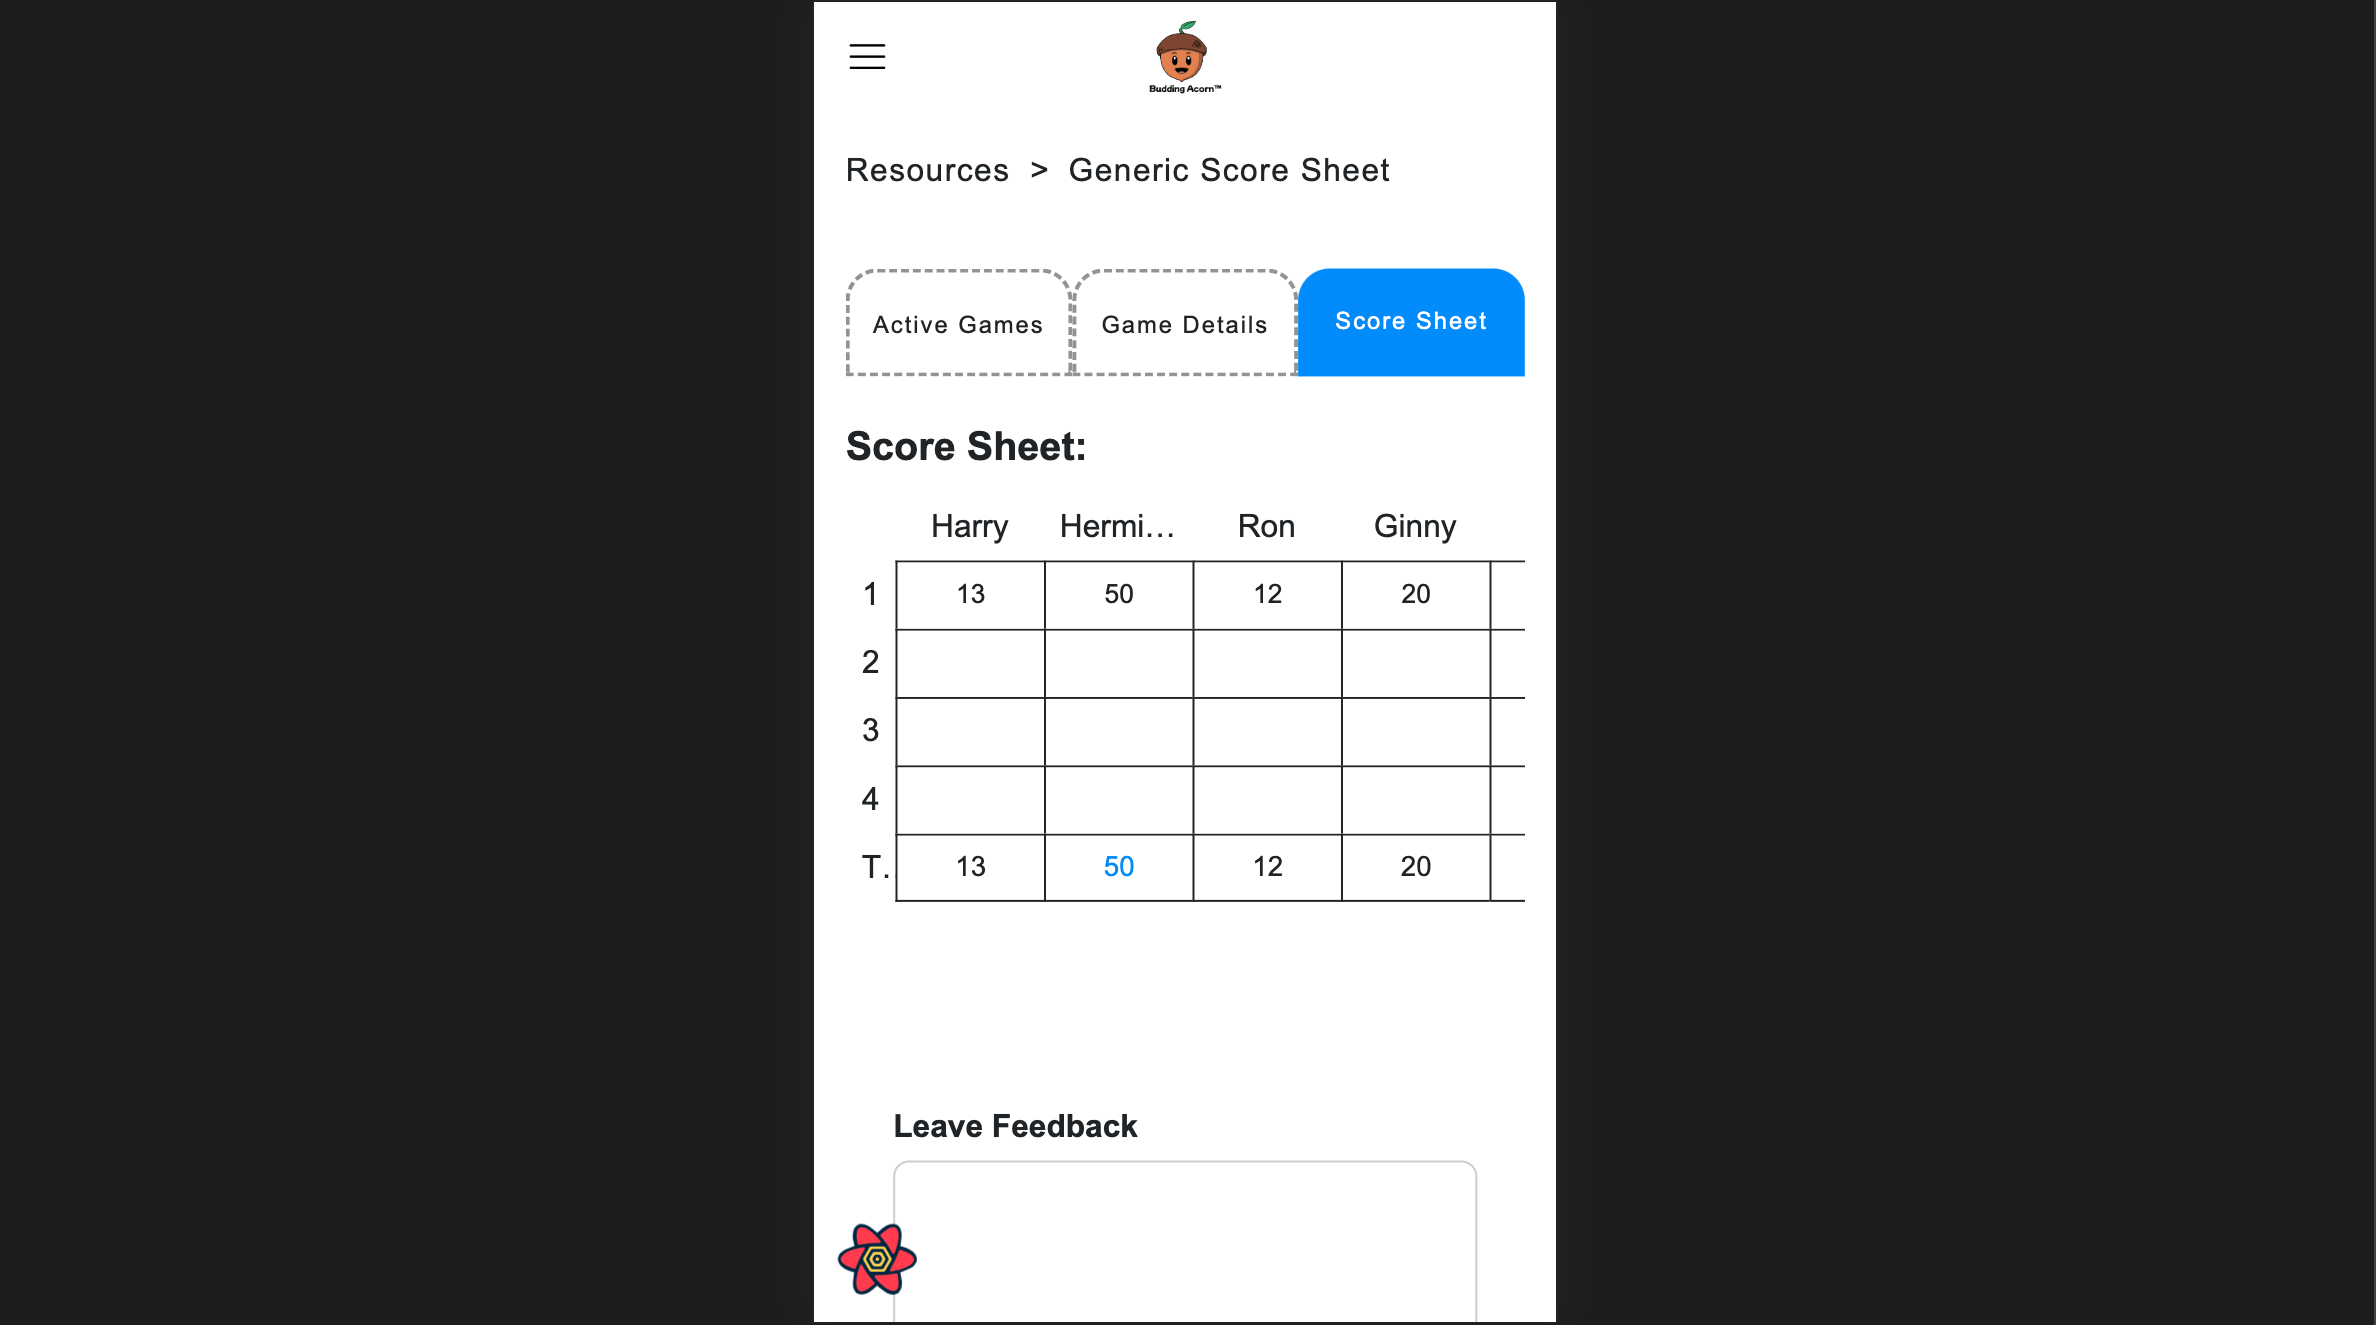 Budding Acorn™
Resources > Generic Score Sheet
Active Games Game Details Score Sheet
Score Sheet:
Harry Hermi... Ron Ginny
1 13 50 12 20
2
3
4
T. 13 50 12 20
Leave Feedback